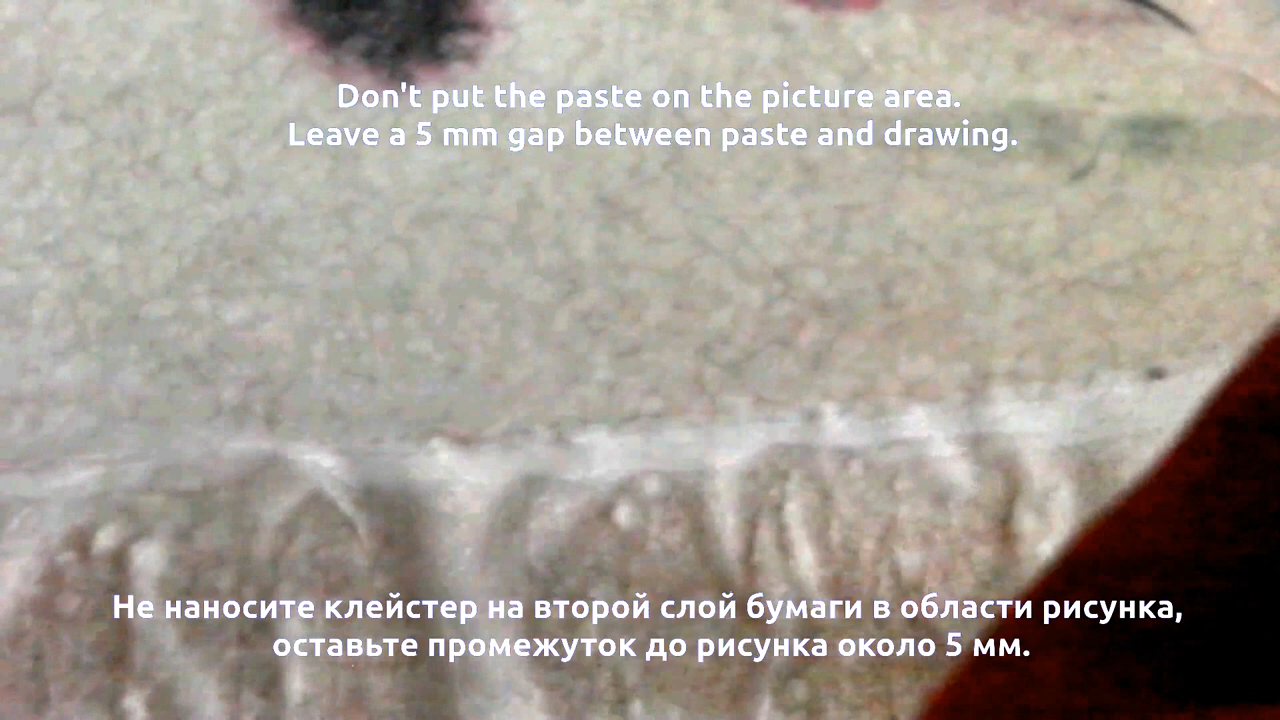 Don't put the paste on the picture area.
Leave a 5 mm gap between paste and drawing.
Не наносите клейстер на второй слой бумаги в области рисунка,
оставьте промежуток до рисунка около 5 мм.